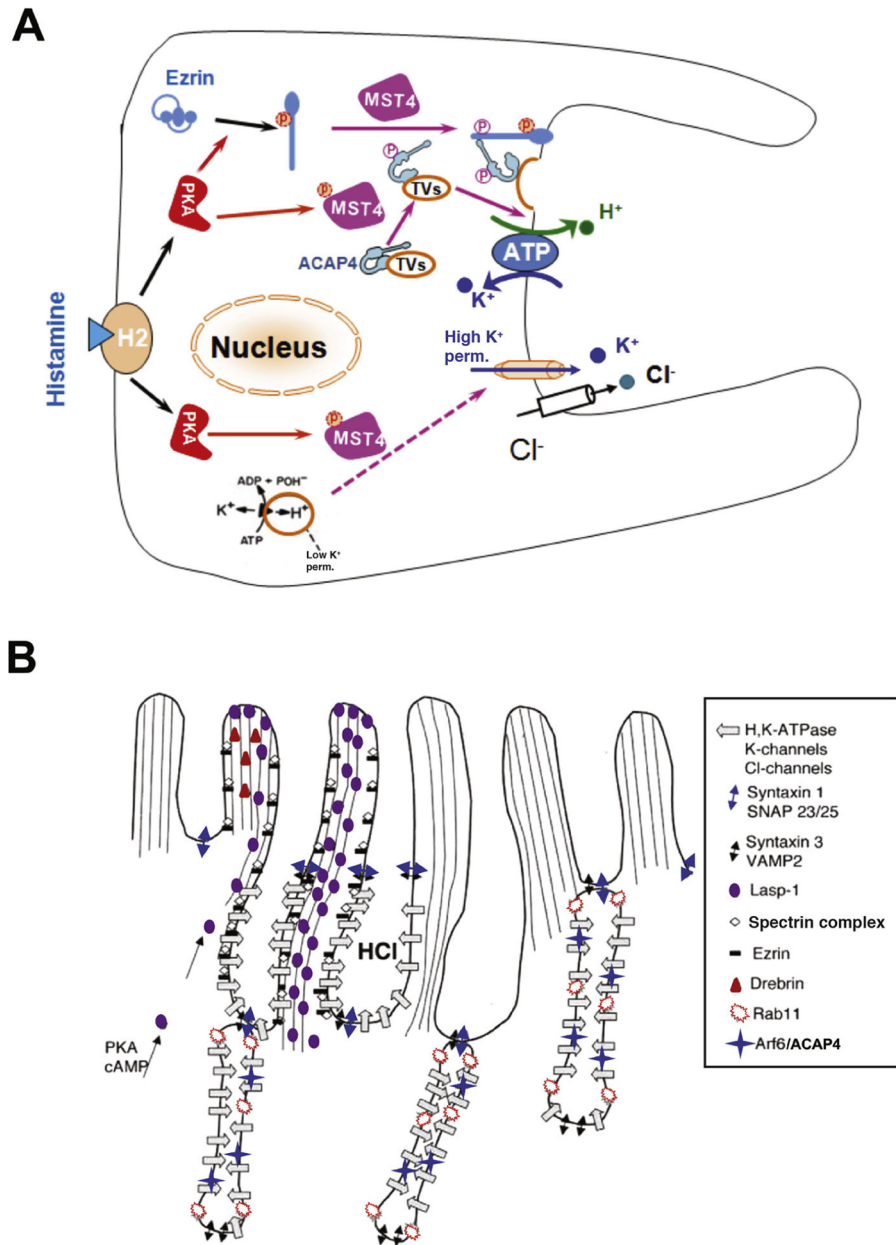 A
Ezrin
MST4
p
P
p
P
P
TVs
PKA
p
MST4
H+
ATP
ACAP4
TVs
K+
Histamine
H2
Nucleus
High K+
perm.
K+
Cl-
Cl-
PKA
p
MST4
ADP + POH-
K+
H+
ATP
Low K+
perm.
B
H,K-ATPase
K-channels
Cl-channels
Syntaxin 1
SNAP 23/25
Syntaxin 3
VAMP2
Lasp-1
Spectrin complex
Ezrin
Drebrin
Rab11
Arf6/ACAP4
HCl
PKA
cAMP